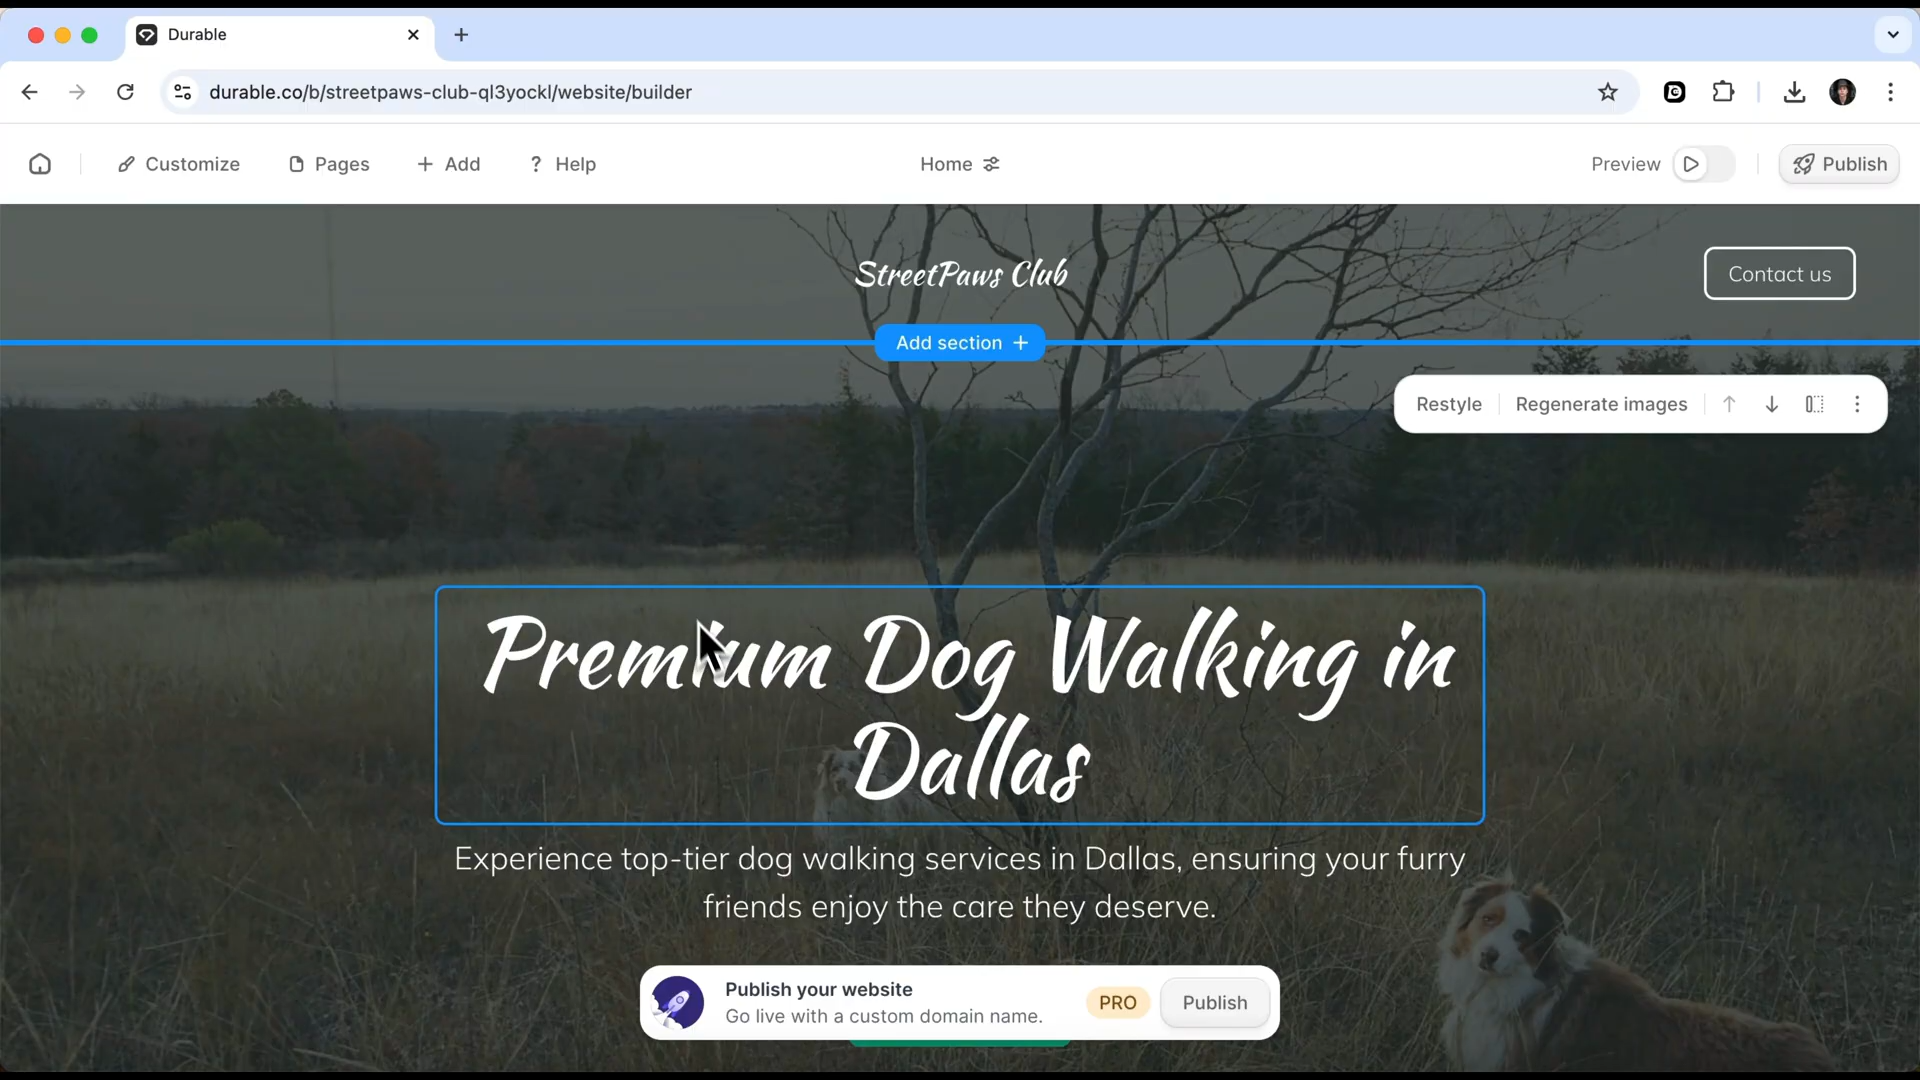 Durable
durable.co/b/streetpaws-club-ql3yockl/website/builder
Customize
Pages
Add
Help
Home
Preview
Publish
StreetPaws Club
Contact us
Add section +
Restyle
Regenerate images
Premium Dog Walking in
Dallas
Experience top-tier dog walking services in Dallas, ensuring your furry
friends enjoy the care they deserve.
Publish your website
Go live with a custom domain name.
PRO
Publish